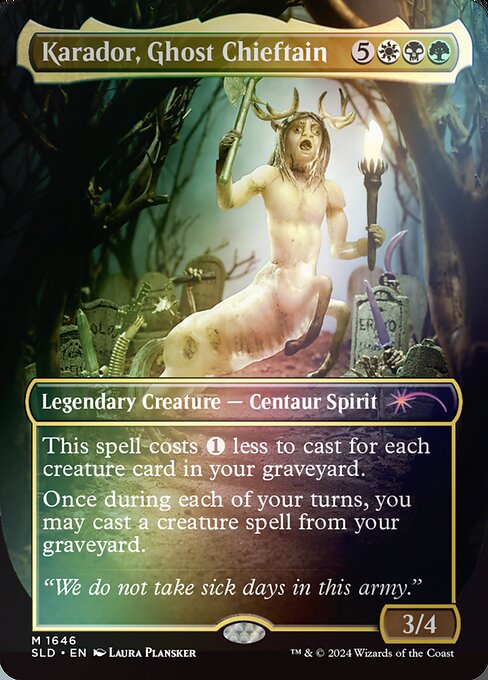 Karador, Ghost Chieftain 5
Legendary Creature — Centaur Spirit
This spell costs 1 less to cast for each
creature card in your graveyard.
Once during each of your turns, you
may cast a creature spell from your
graveyard.
“We do not take sick days in this army.”
3/4
M 1646
SLD • EN Laura Plansker
™ & © 2024 Wizards of the Coast